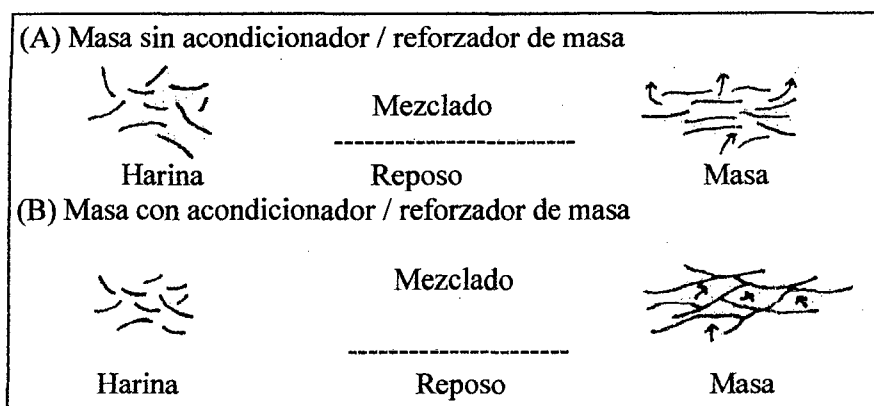 (A) Masa sin acondicionador / reforzador de masa
Mezclado
Harina Reposo Masa
(B) Masa con acondicionador / reforzador de masa
Mezclado
Harina Reposo Masa